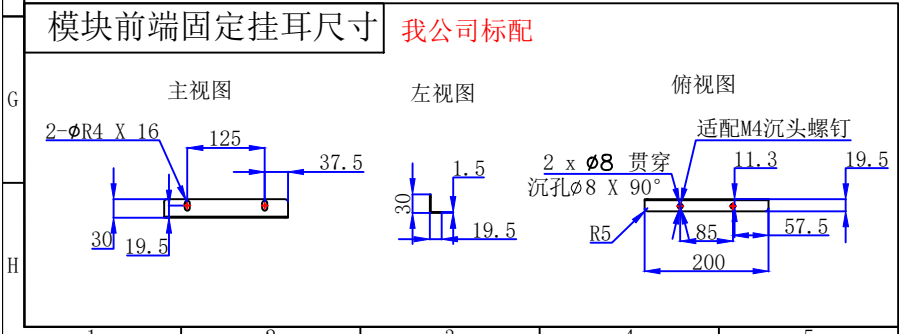 模块前端固定挂耳尺寸 我公司标配
G
主视图
左视图
俯视图
2-ϕR4 X 16
125
37.5
30
19.5
1.5
30
19.5
适配M4沉头螺钉
2 x ϕ8 贯穿
沉孔ϕ8 X 90°
11.3
19.5
R5
85
57.5
200
H
1 2 3 4 5